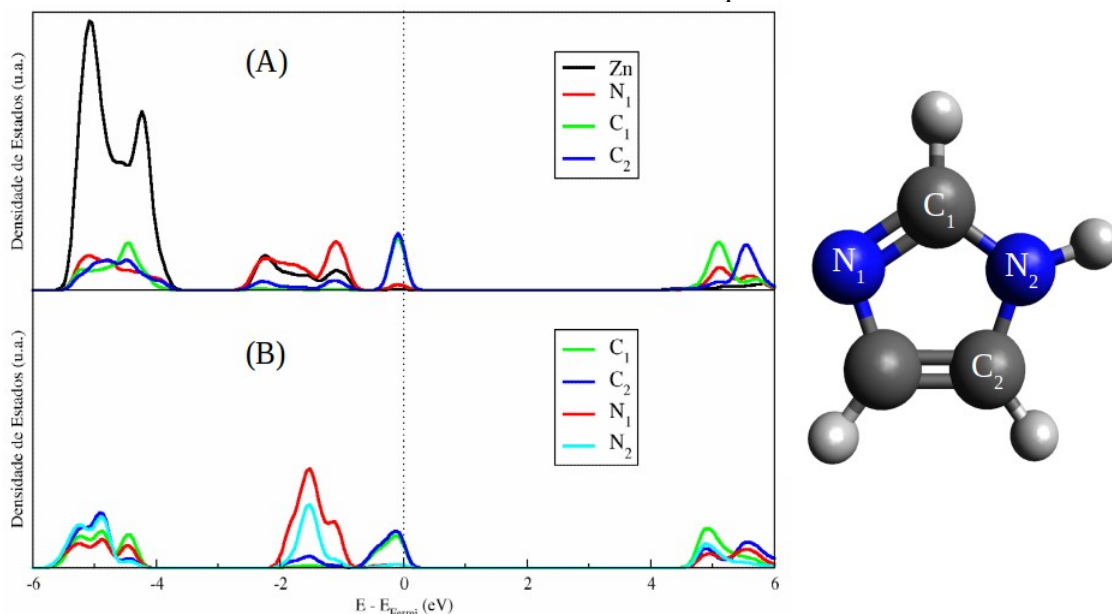 Densidade de Estados (u.a.)
(A)
Zn
N₁
C₁
C₂
Densidade de Estados (u.a.)
(B)
C₁
C₂
N₁
N₂
-6 -4 -2 0 2 4 6
E - E_Fermi (eV)
C₁
N₁
N₂
C₂